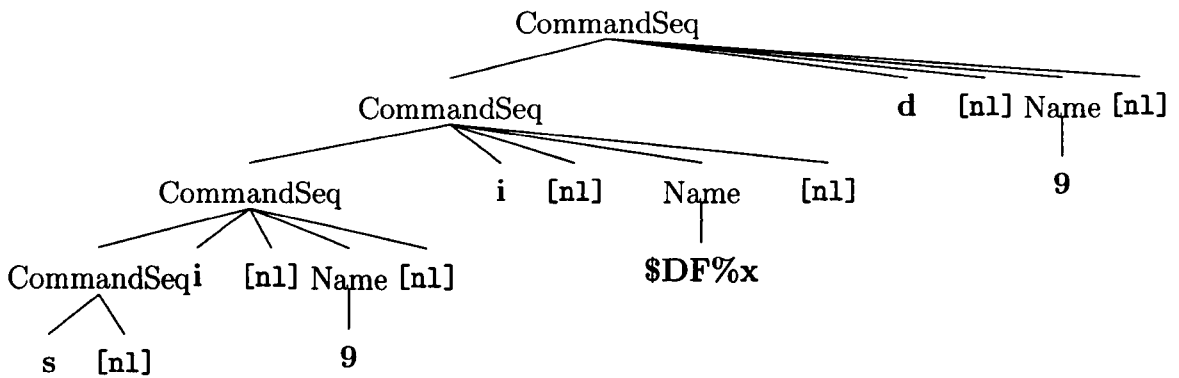 CommandSeq
CommandSeq d [nl] Name [nl]
CommandSeq i [nl] Name [nl] 9
CommandSeq i [nl] Name [nl] $DF%x
s [nl] 9